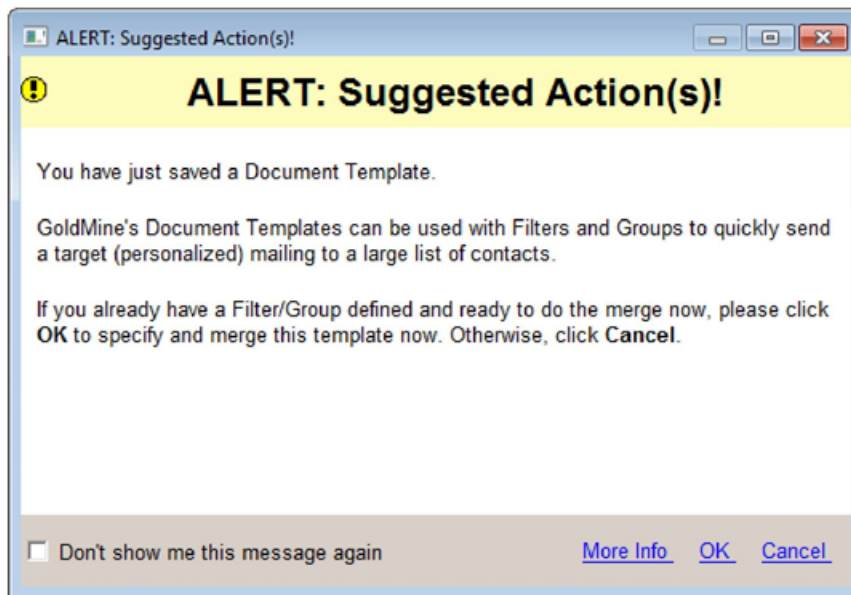 ALERT: Suggested Action(s)!
ALERT: Suggested Action(s)!
You have just saved a Document Template.
GoldMine's Document Templates can be used with Filters and Groups to quickly send
a target (personalized) mailing to a large list of contacts.
If you already have a Filter/Group defined and ready to do the merge now, please click
OK to specify and merge this template now. Otherwise, click Cancel.
Don't show me this message again
More Info OK Cancel